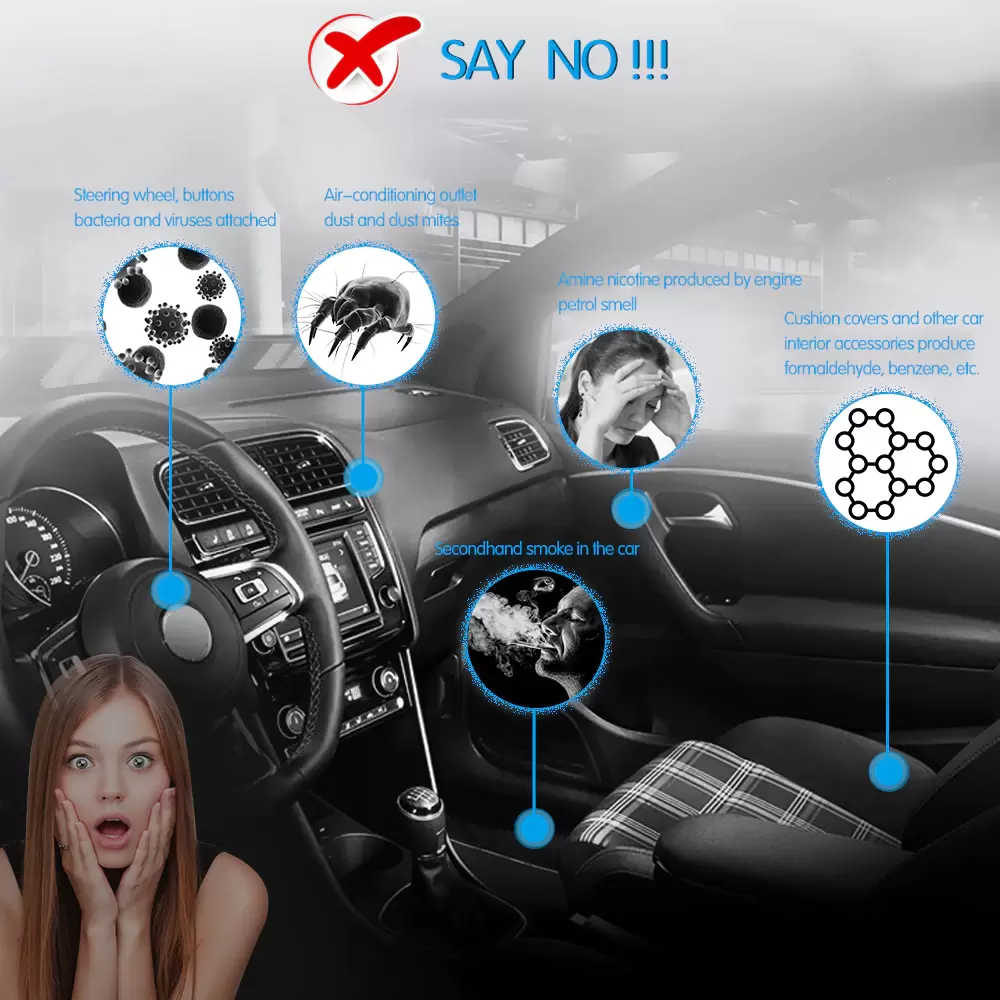 SAY NO !!!
Steering wheel, buttons
bacteria and viruses attached
Air-conditioning outlet
dust and dust mites
Amine nicotine produced by engine
petrol smell
Cushion covers and other car
interior accessories produce
formaldehyde, benzene, etc.
Secondhand smoke in the car